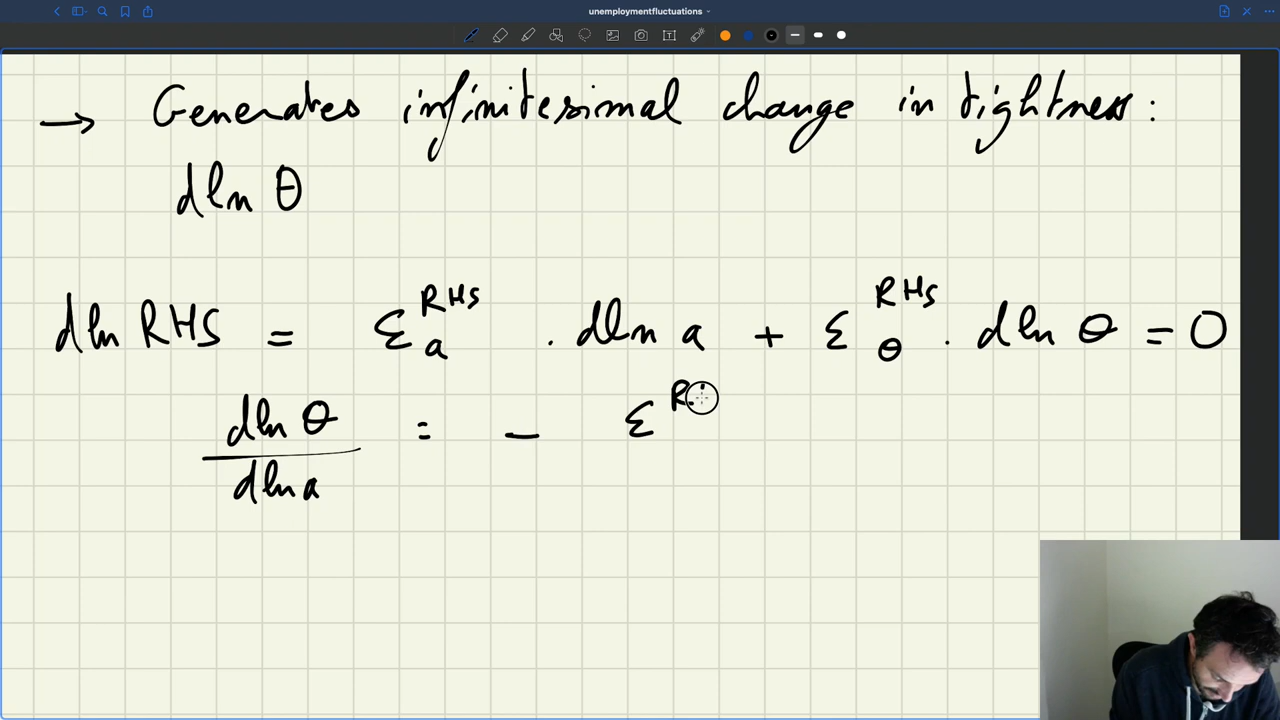 unemploymentfluctuations
→ Generates infinitesimal change in tightness:
dln θ
dln RHS = ε_a^RHS . dln a + ε_θ^RHS . dln θ = 0
dln θ / dln a = - ε^R